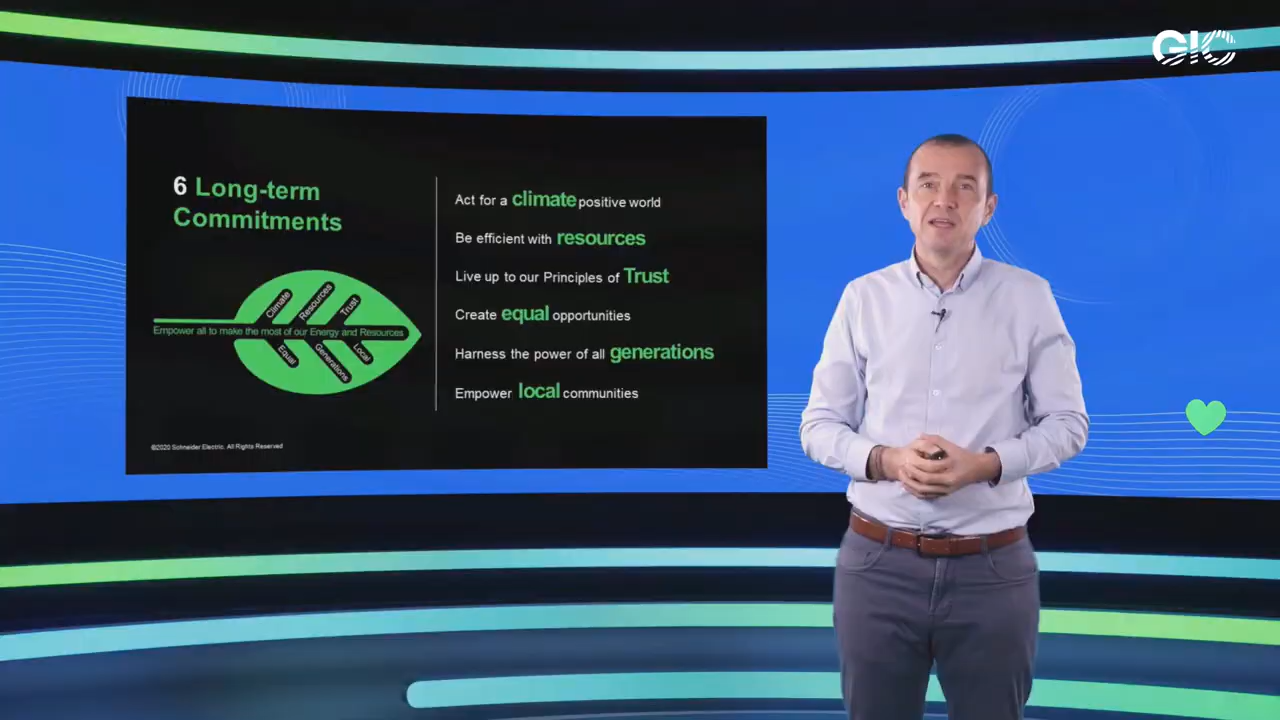 GIC
6 Long-term
Commitments
Climate
Resources
Trust
Empower all to make the most of our Energy and Resources
Equal
Generations
Local
©2020 Schneider Electric. All Rights Reserved
Act for a climate positive world
Be efficient with resources
Live up to our Principles of Trust
Create equal opportunities
Harness the power of all generations
Empower local communities